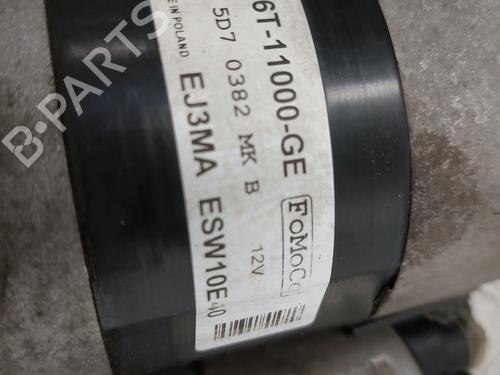 6T-11000-GE
5D7 0382 MK B
E IN POLAND
EJ3MA ESW10E40
12V
FoMoCo
B-PARTS